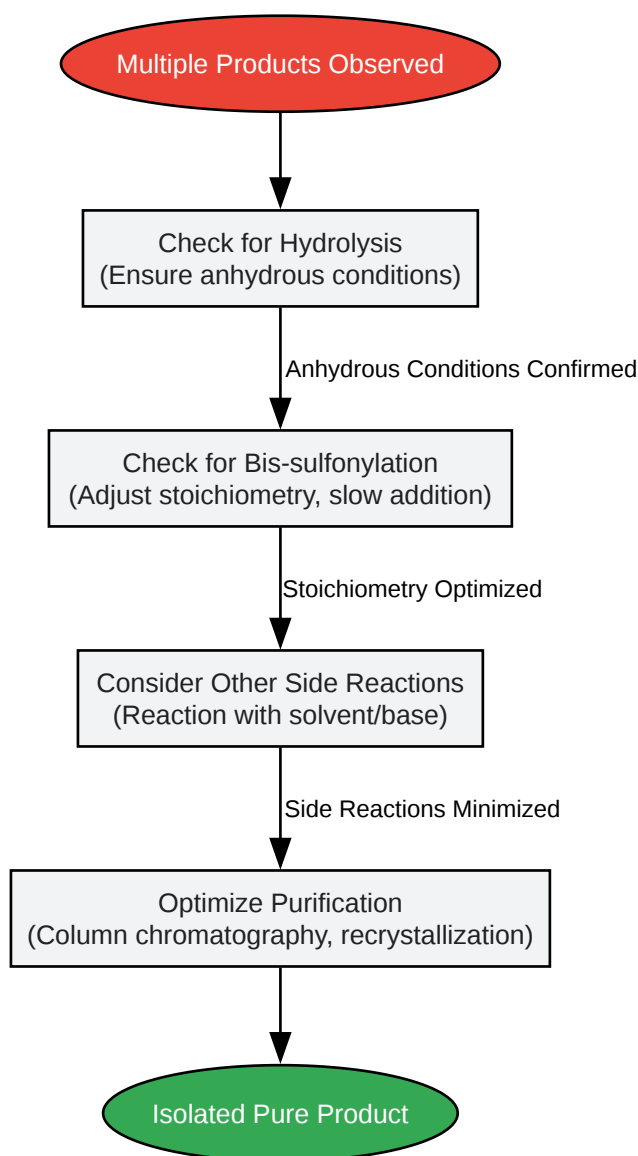 Multiple Products Observed
Check for Hydrolysis
(Ensure anhydrous conditions)
Anhydrous Conditions Confirmed
Check for Bis-sulfonylation
(Adjust stoichiometry, slow addition)
Stoichiometry Optimized
Consider Other Side Reactions
(Reaction with solvent/base)
Side Reactions Minimized
Optimize Purification
(Column chromatography, recrystallization)
Isolated Pure Product